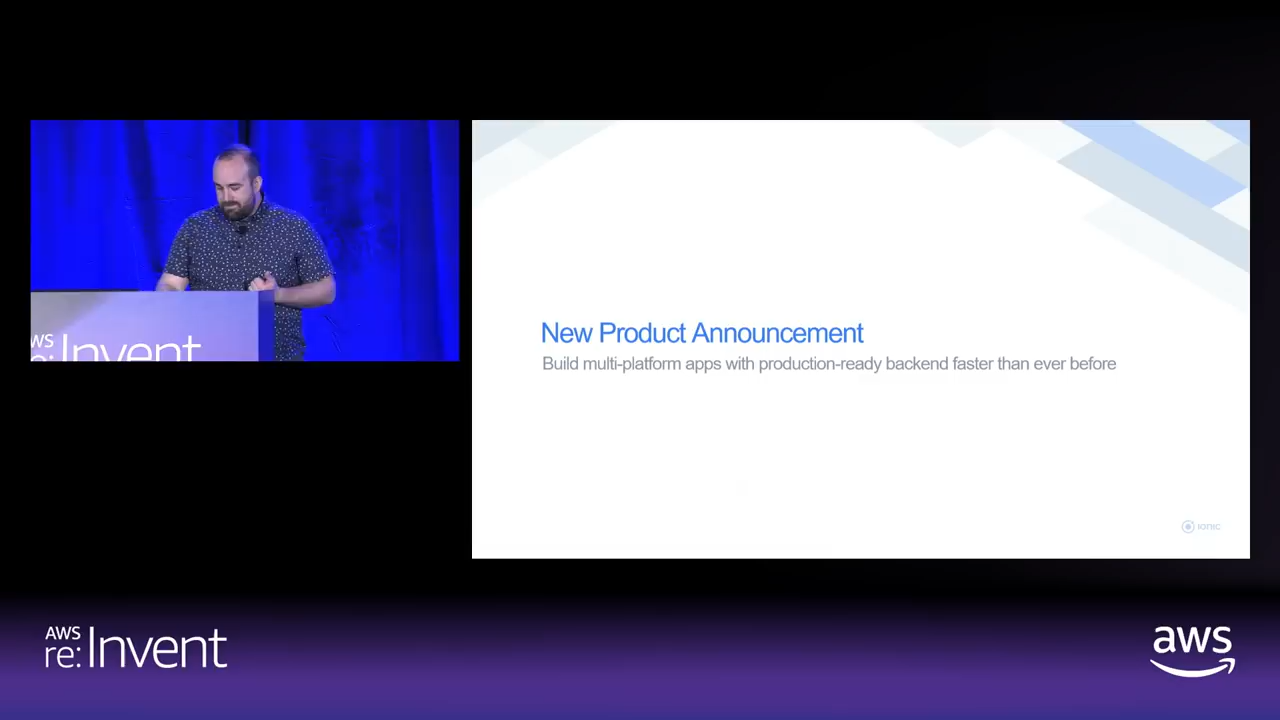 WS
re:Invent
New Product Announcement
Build multi-platform apps with production-ready backend faster than ever before
IONIC
AWS
re:Invent
aws